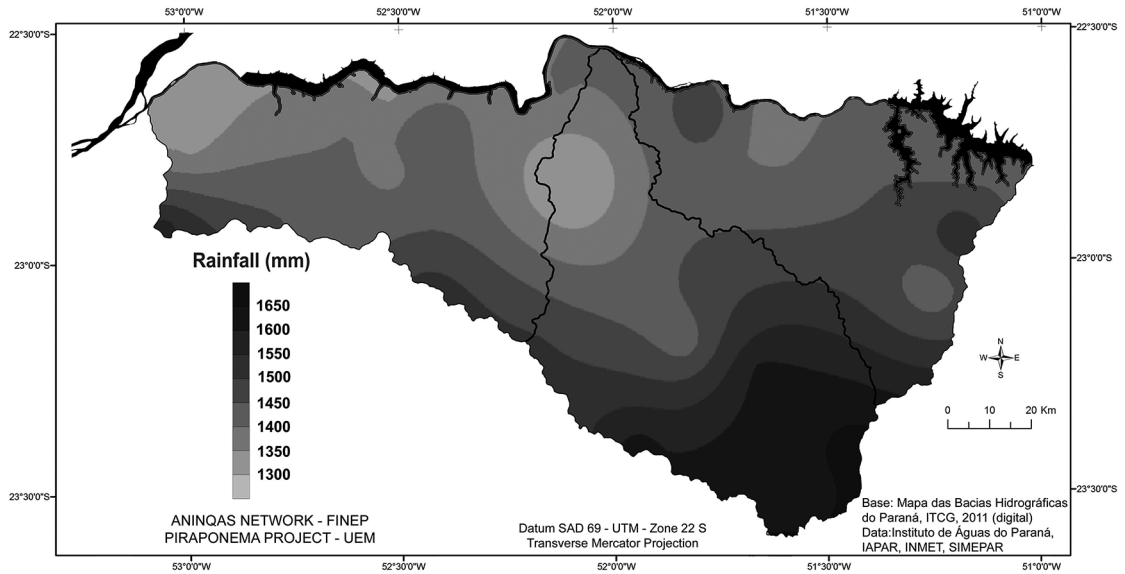 53°0'0"W 52°30'0"W 52°0'0"W 51°30'0"W 51°0'0"W
22°30'0"S 22°30'0"S
23°0'0"S 23°0'0"S
Rainfall (mm)
1650
1600
1550
1500
1450
1400
1350
1300
N
W E
S
0 10 20 Km
23°30'0"S 23°30'0"S
ANINQAS NETWORK - FINEP
PIRAPONEMA PROJECT - UEM
Datum SAD 69 - UTM - Zone 22 S
Transverse Mercator Projection
Base: Mapa das Bacias Hidrográficas
do Paraná, ITCG, 2011 (digital)
Data:Instituto de Águas do Paraná,
IAPAR, INMET, SIMEPAR
53°0'0"W 52°30'0"W 52°0'0"W 51°30'0"W 51°0'0"W